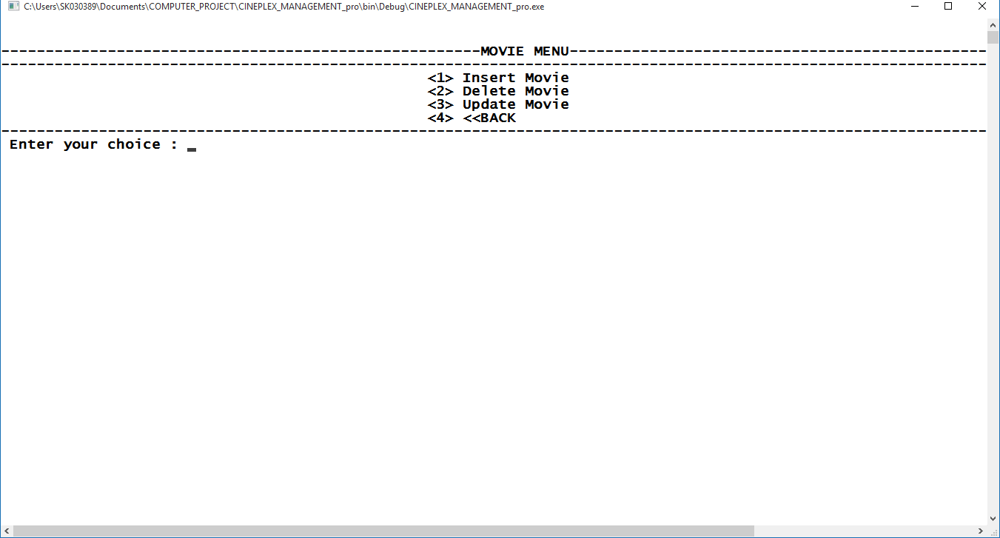 C:\Users\SK030389\Documents\COMPUTER_PROJECT\CINEPLEX_MANAGEMENT_pro\bin\Debug\CINEPLEX_MANAGEMENT_pro.exe
------------------------------------------------------MOVIE MENU-----------------------------------------------
---------------------------------------------------------------------------------------------------------------
<1> Insert Movie
<2> Delete Movie
<3> Update Movie
<4> <<BACK
---------------------------------------------------------------------------------------------------------------
Enter your choice : _